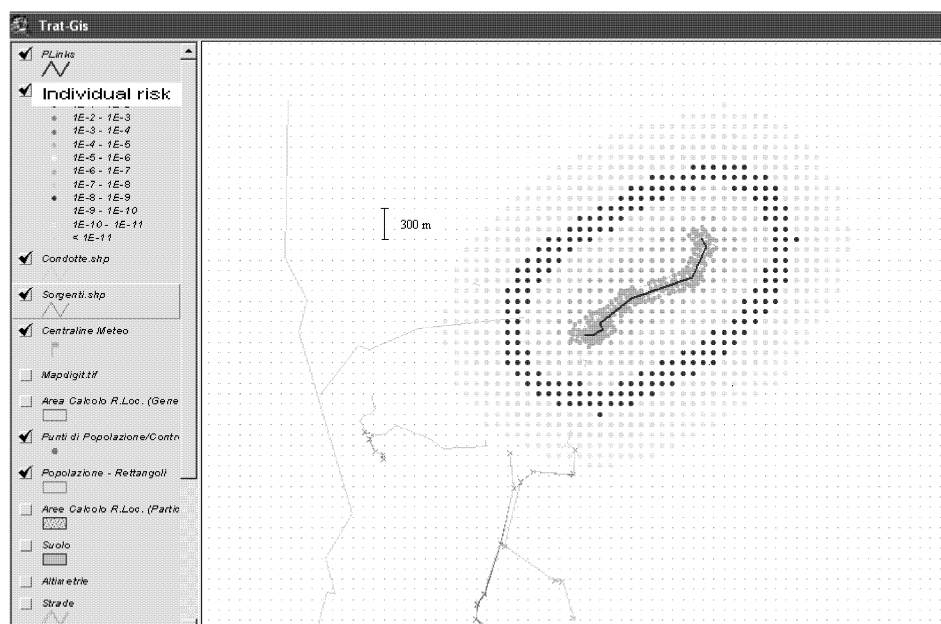 Trat-Gis
PLinks
Individual risk
1E-2 - 1E-3
1E-3 - 1E-4
1E-4 - 1E-5
1E-5 - 1E-6
1E-6 - 1E-7
1E-7 - 1E-8
1E-8 - 1E-9
1E-9 - 1E-10
1E-10 - 1E-11
< 1E-11
300 m
Condotte.shp
Sorgenti.shp
Centraline Meteo
Mapdigit.tif
Area Calcolo R.Loc. (Gene
Punti di Popolazione/Contr
Popolazione - Rettangoli
Aree Calcolo R.Loc. (Partic
Suolo
Altimetrie
Strade